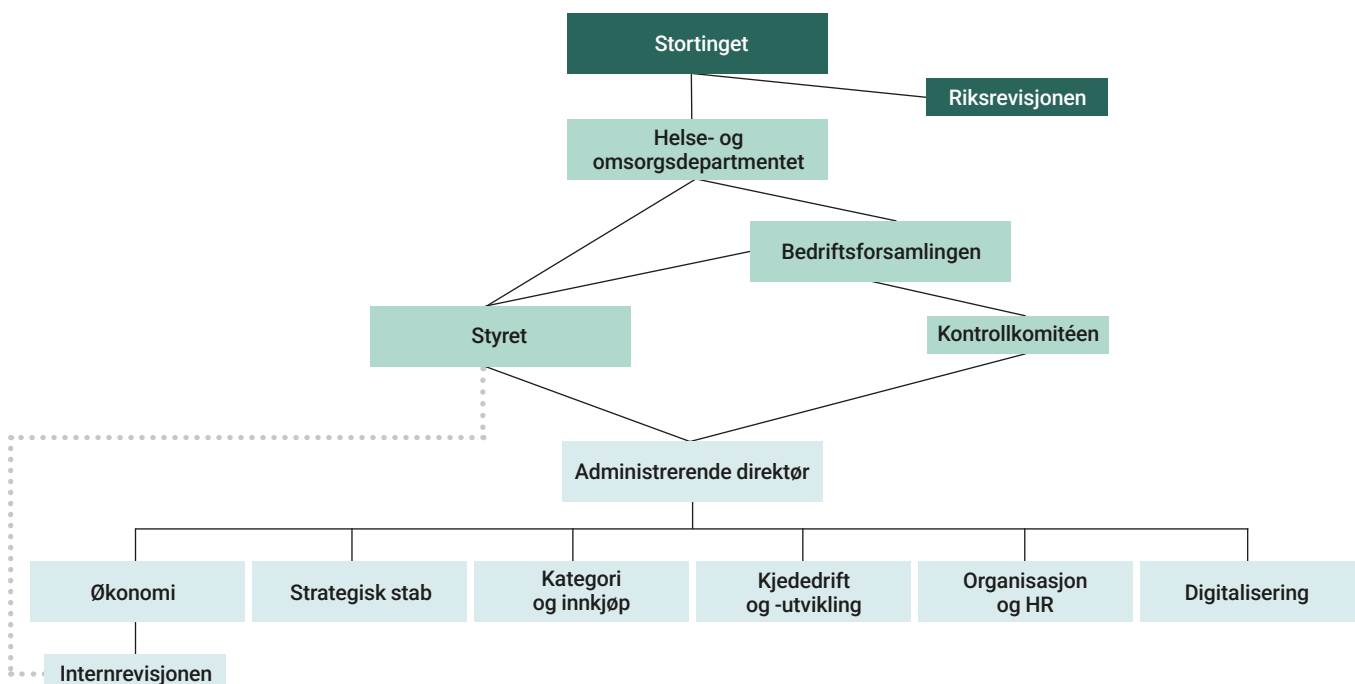 Stortinget
Riksrevisjonen
Helse- og
omsorgsdepartmentet
Bedriftsforsamlingen
Styret
Kontrollkomitéen
Administrerende direktør
Økonomi
Strategisk stab
Kategori
og innkjøp
Kjededrift
og -utvikling
Organisasjon
og HR
Digitalisering
Internrevisjonen